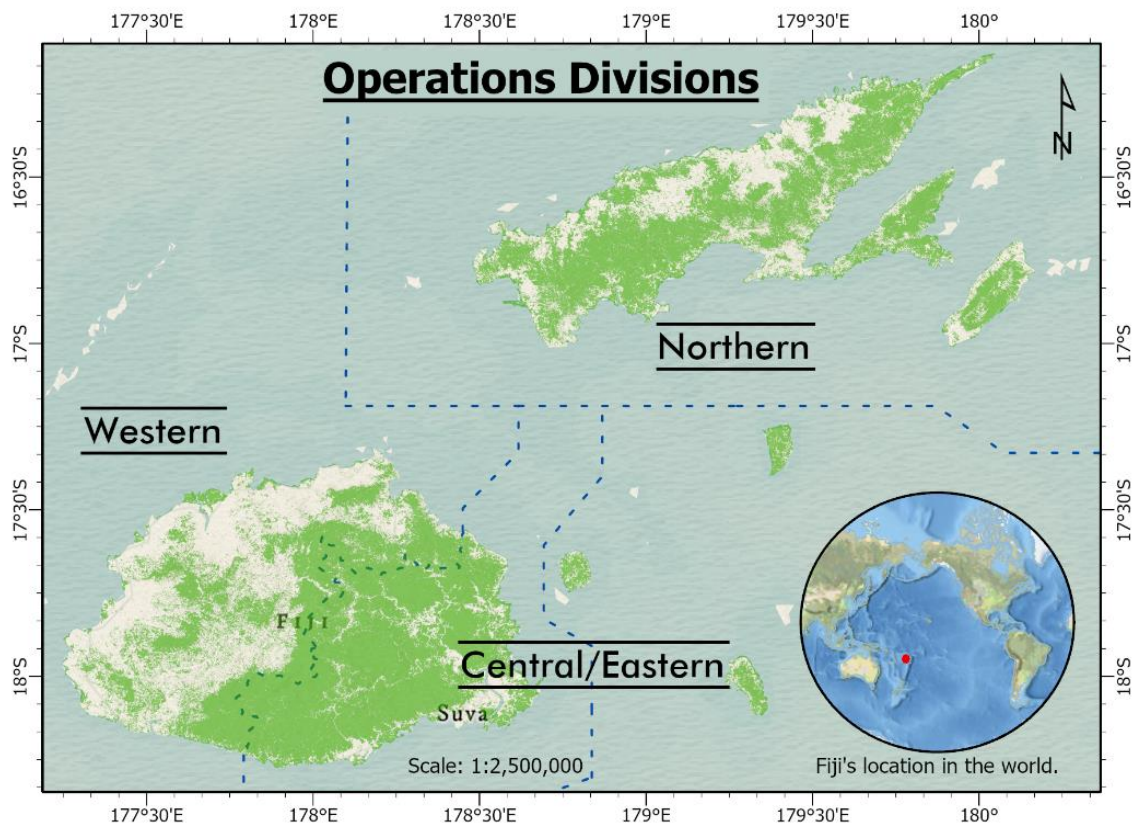 177°30'E 178° 178°30'E 179° 179°30'E 180°
Operations Divisions
N
16°30'S 16°30'S
17°S 17°S
Northern
Western
17°30'S 17°30'S
FIJI
Central/Eastern
18°S 18°S
Suva
Scale: 1:2,500,000
Fiji's location in the world.
177°30'E 178° 178°30'E 179° 179°30'E 180°